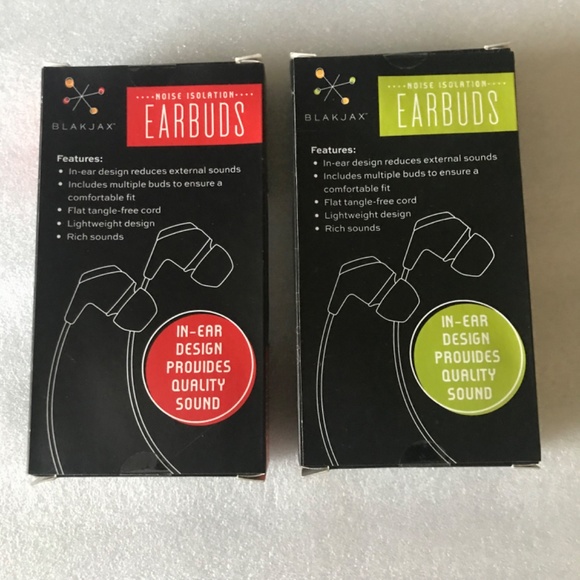 BLAKJAX™
••••NOISE ISOLATION••••
EARBUDS
Features:
• In-ear design reduces external sounds
• Includes multiple buds to ensure a
comfortable fit
• Flat tangle-free cord
• Lightweight design
• Rich sounds
IN-EAR
DESIGN
PROVIDES
QUALITY
SOUND
BLAKJAX™
••••NOISE ISOLATION••••
EARBUDS
Features:
• In-ear design reduces external sounds
• Includes multiple buds to ensure a
comfortable fit
• Flat tangle-free cord
• Lightweight design
• Rich sounds
IN-EAR
DESIGN
PROVIDES
QUALITY
SOUND